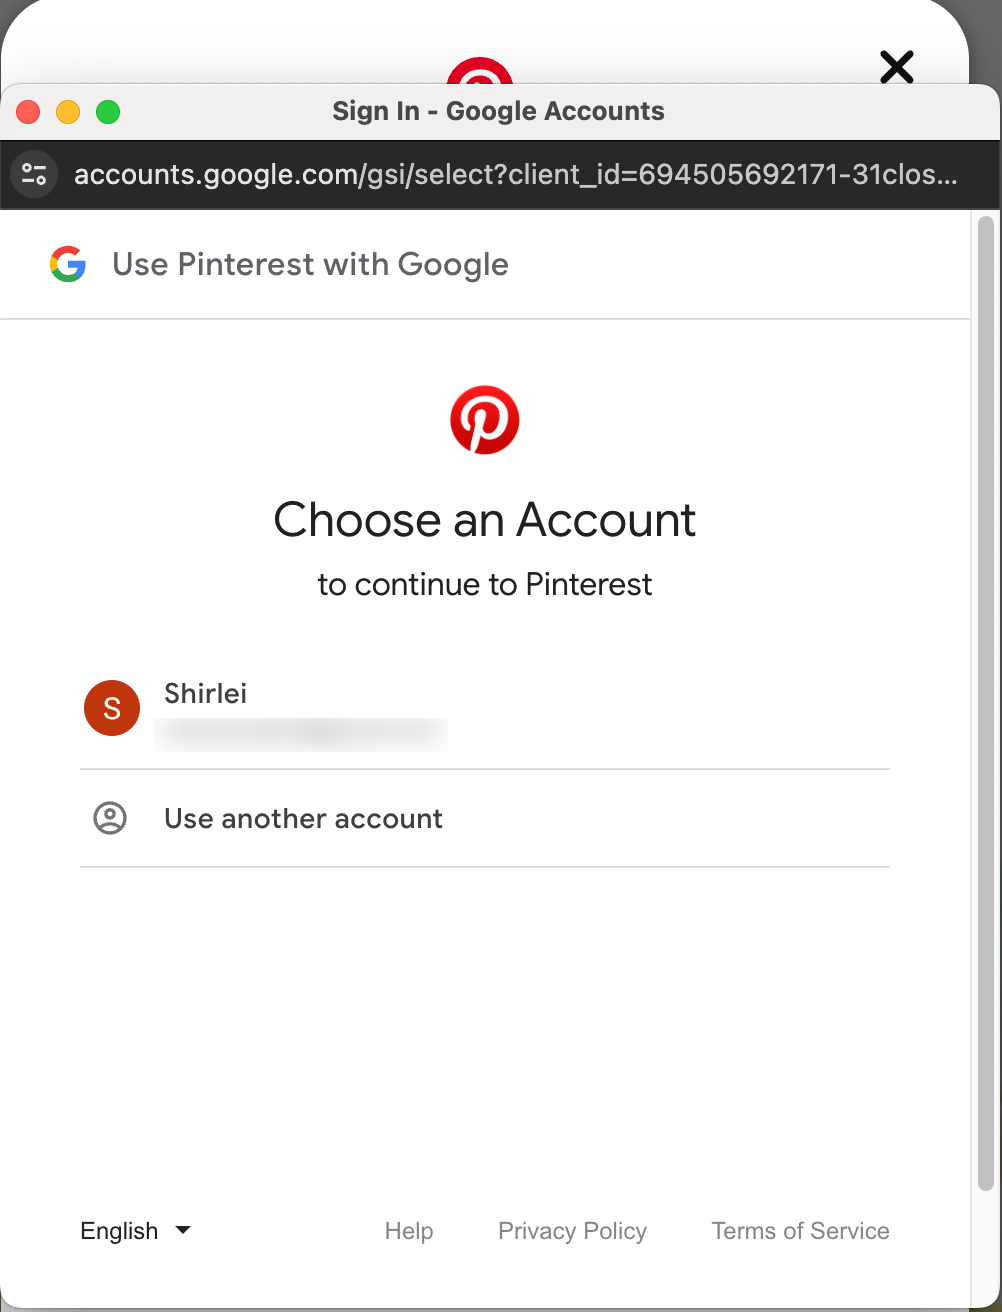 Sign In - Google Accounts
accounts.google.com/gsi/select?client_id=694505692171-31clos...
Use Pinterest with Google
Choose an Account
to continue to Pinterest
S
Shirlei
Use another account
English
Help
Privacy Policy
Terms of Service